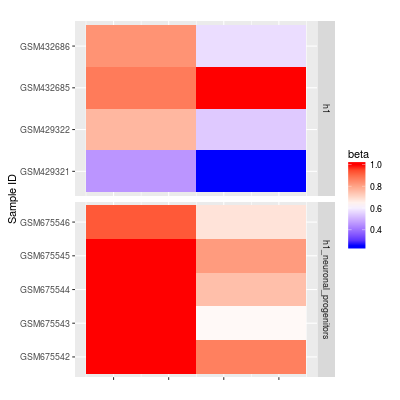 GSM432686
GSM432685
GSM429322
GSM429321
h1
GSM675546
GSM675545
GSM675544
GSM675543
GSM675542
h1_neuronal_progenitors
Sample ID
beta
1.0
0.8
0.6
0.4